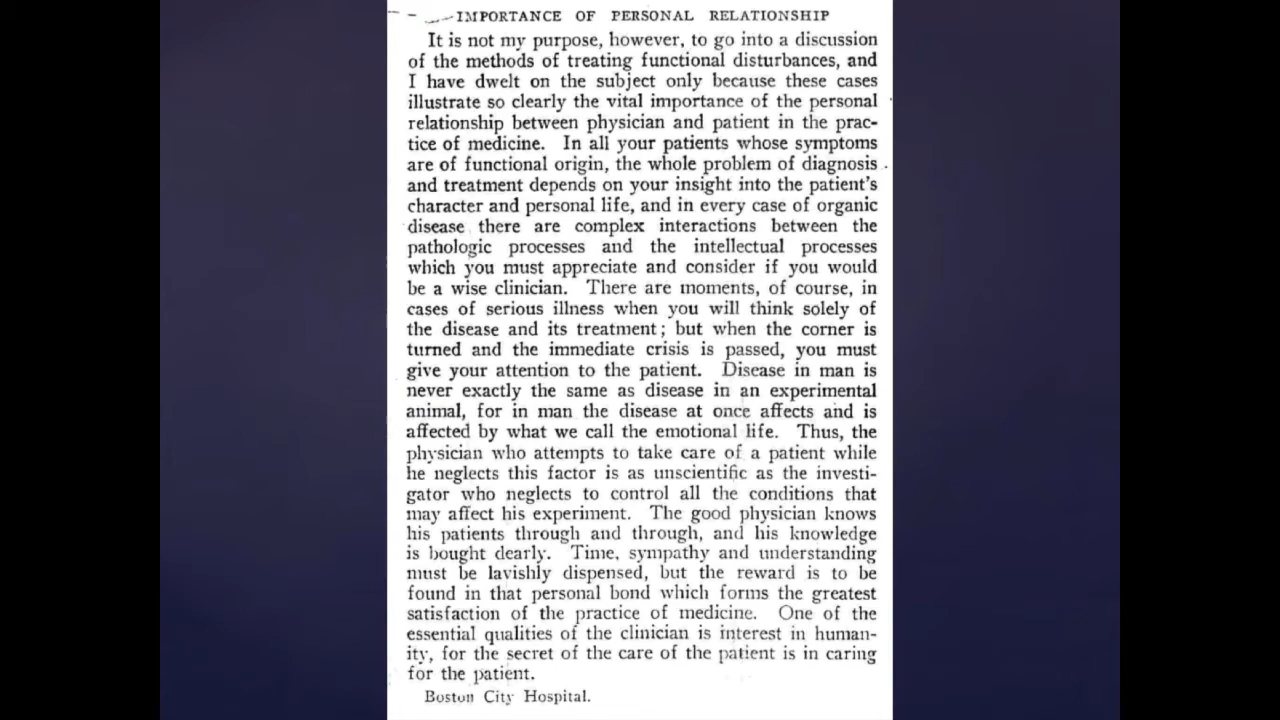 IMPORTANCE OF PERSONAL RELATIONSHIP
It is not my purpose, however, to go into a discussion
of the methods of treating functional disturbances, and
I have dwelt on the subject only because these cases
illustrate so clearly the vital importance of the personal
relationship between physician and patient in the prac-
tice of medicine. In all your patients whose symptoms
are of functional origin, the whole problem of diagnosis
and treatment depends on your insight into the patient's
character and personal life, and in every case of organic
disease there are complex interactions between the
pathologic processes and the intellectual processes
which you must appreciate and consider if you would
be a wise clinician. There are moments, of course, in
cases of serious illness when you will think solely of
the disease and its treatment; but when the corner is
turned and the immediate crisis is passed, you must
give your attention to the patient. Disease in man is
never exactly the same as disease in an experimental
animal, for in man the disease at once affects and is
affected by what we call the emotional life. Thus, the
physician who attempts to take care of a patient while
he neglects this factor is as unscientific as the investi-
gator who neglects to control all the conditions that
may affect his experiment. The good physician knows
his patients through and through, and his knowledge
is bought dearly. Time, sympathy and understanding
must be lavishly dispensed, but the reward is to be
found in that personal bond which forms the greatest
satisfaction of the practice of medicine. One of the
essential qualities of the clinician is interest in human-
ity, for the secret of the care of the patient is in caring
for the patient.
Boston City Hospital.